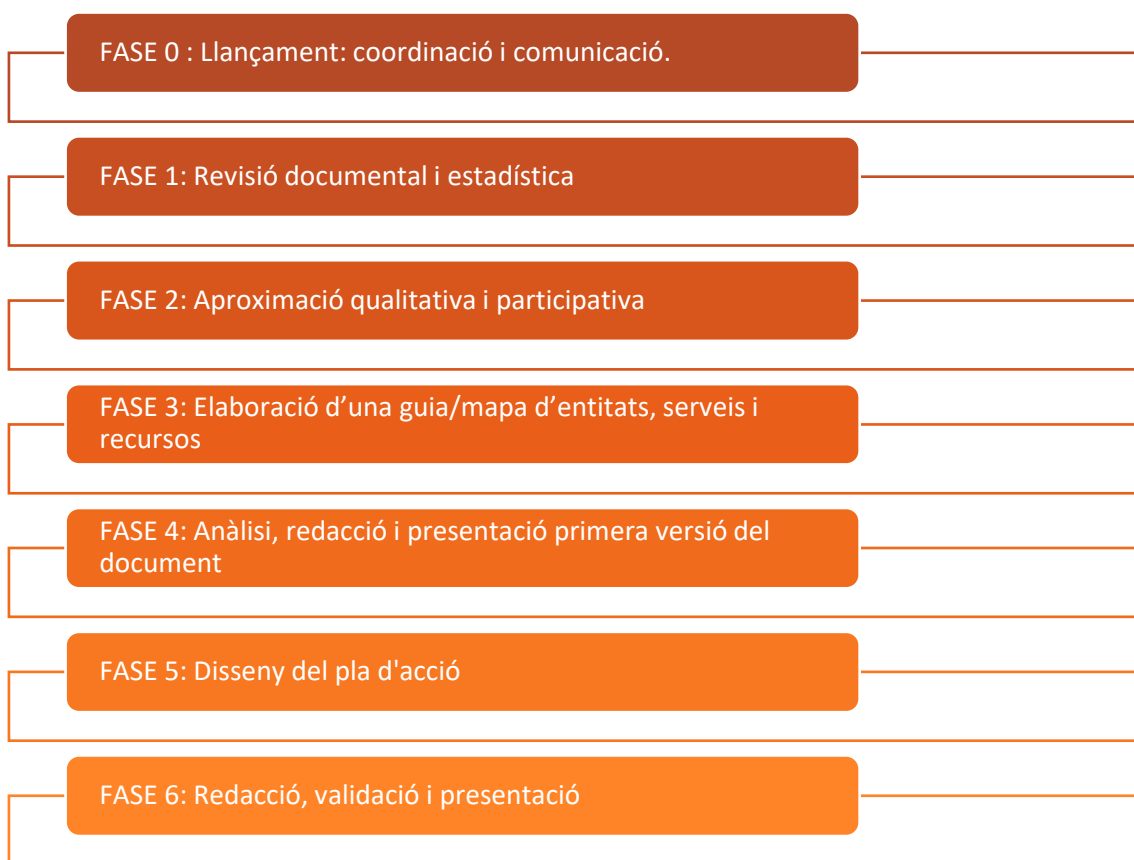 FASE 0 : Llançament: coordinació i comunicació.
FASE 1: Revisió documental i estadística
FASE 2: Aproximació qualitativa i participativa
FASE 3: Elaboració d’una guia/mapa d’entitats, serveis i
recursos
FASE 4: Anàlisi, redacció i presentació primera versió del
document
FASE 5: Disseny del pla d'acció
FASE 6: Redacció, validació i presentació